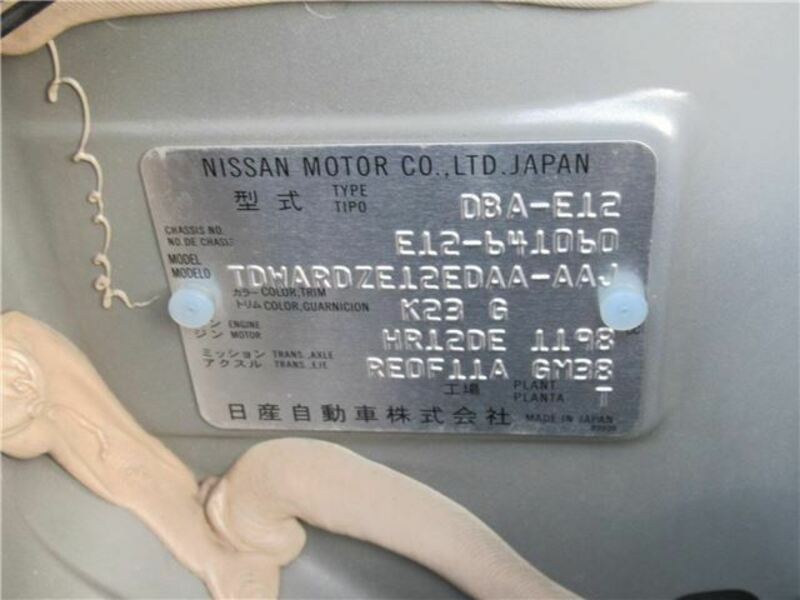 NISSAN MOTOR CO.,LTD.JAPAN
型式 TYPE TIPO DBA-E12
CHASSIS NO. NO.DE CHASIS E12-641060
MODEL MODELO TDWARDZE12EDAA-AAJ
カラー COLOR,TRIM
トリム COLOR,GUARNICION K23 G
ン ENGINE
ジン MOTOR HR12DE 1198
ミッション TRANS.,AXLE
アクスル TRANS.,EJE RE0F11A GM38
工場 PLANT PLANTA T
日産自動車株式会社 MADE IN JAPAN